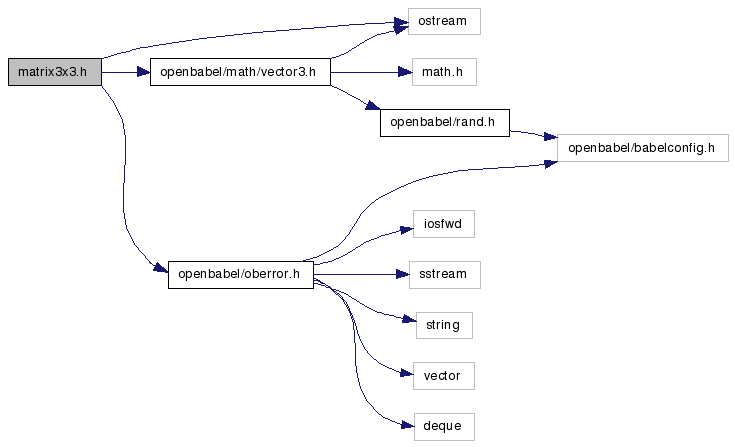 ostream
matrix3x3.h
openbabel/math/vector3.h
math.h
openbabel/rand.h
openbabel/babelconfig.h
iosfwd
openbabel/oberror.h
sstream
string
vector
deque